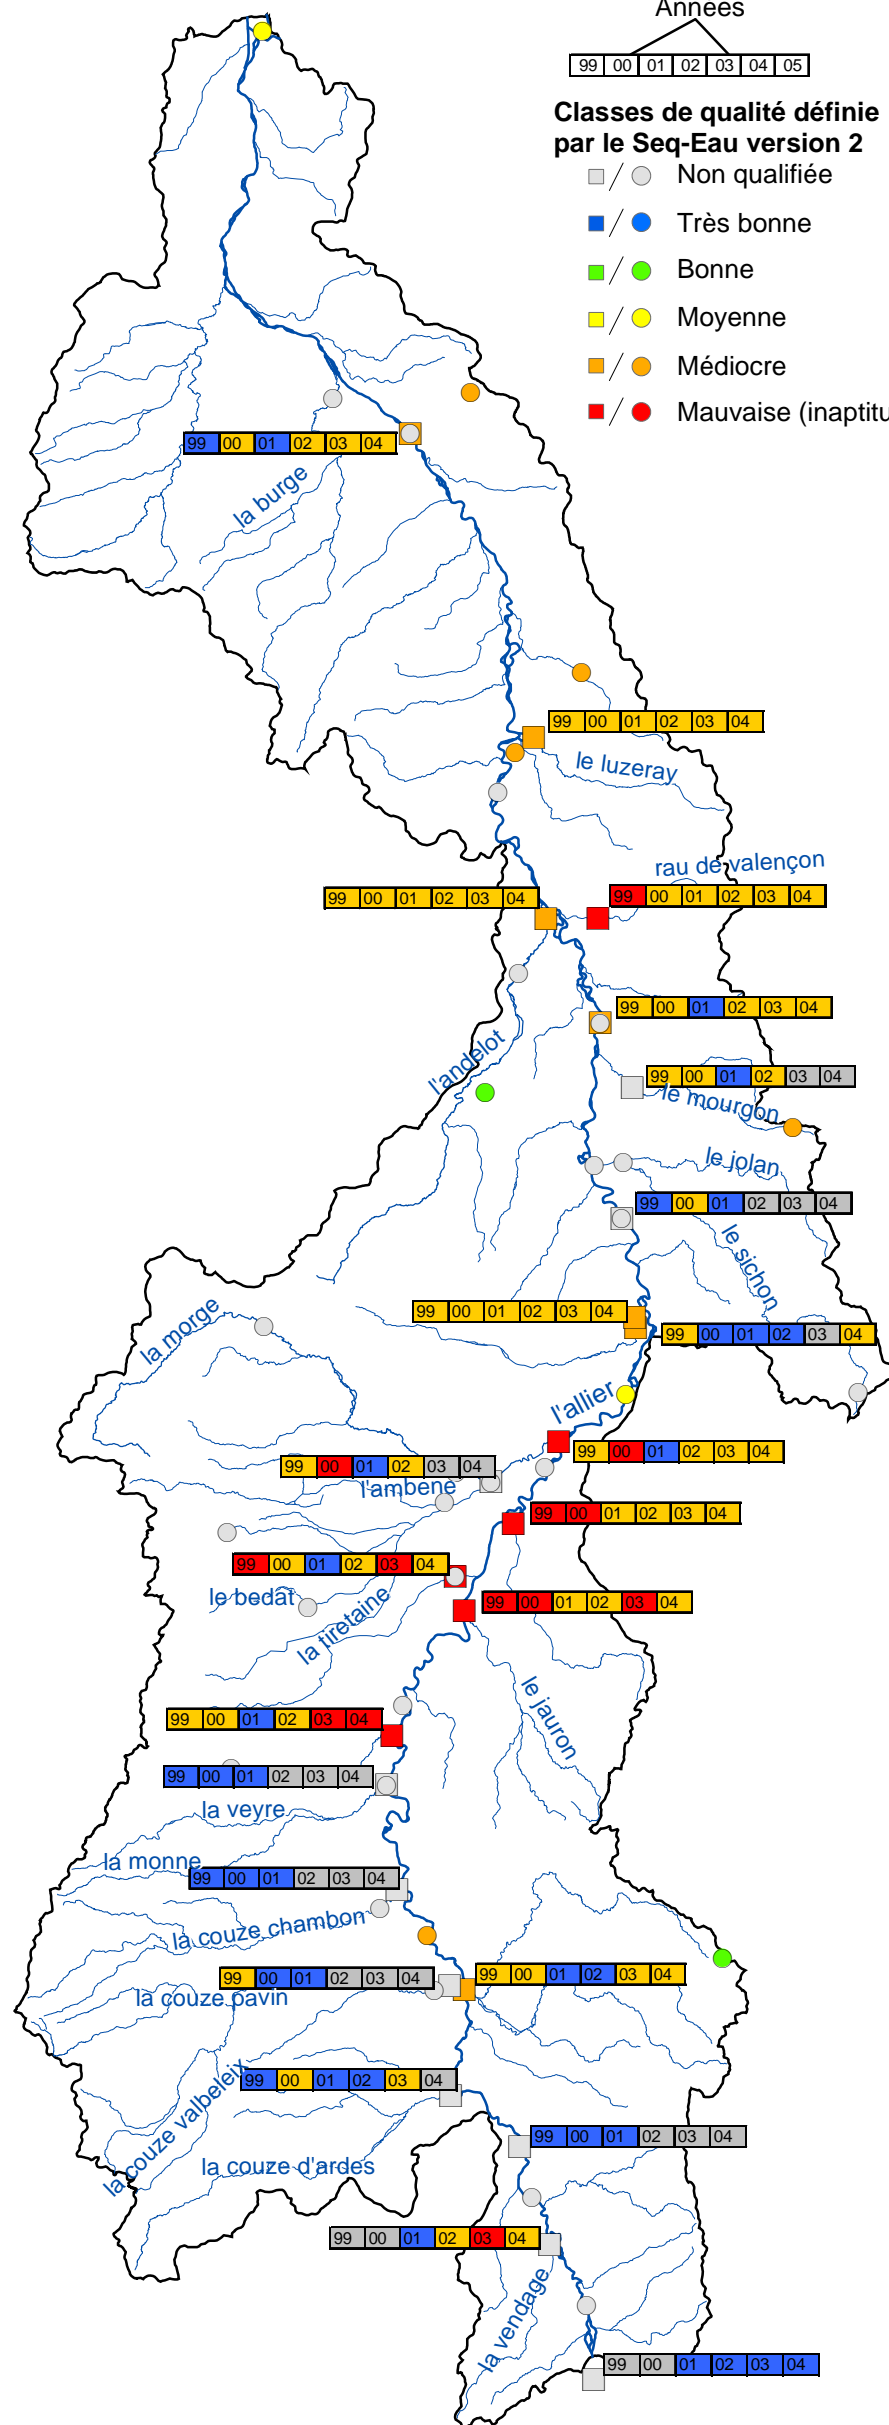 Années
99 00 01 02 03 04 05
Classes de qualité définie
par le Seq-Eau version 2
Non qualifiée
Très bonne
Bonne
Moyenne
Médiocre
Mauvaise (inaptitu
99 00 01 02 03 04
la burge
99 00 01 02 03 04
le luzeray
rau de valençon
99 00 01 02 03 04
99 00 01 02 03 04
99 00 01 02 03 04
l'andelot
99 00 01 02 03 04
le mourgon
le jolan
99 00 01 02 03 04
le sichon
99 00 01 02 03 04
la morge
99 00 01 02 03 04
l'allier
99 00 01 02 03 04
99 00 01 02 03 04
l'ambene
99 00 01 02 03 04
99 00 01 02 03 04
le bedat
99 00 01 02 03 04
la tiretaine
le jauron
99 00 01 02 03 04
99 00 01 02 03 04
la veyre
la monne
99 00 01 02 03 04
la couze chambon
99 00 01 02 03 04
99 00 01 02 03 04
la couze pavin
99 00 01 02 03 04
la couze valbeleix
99 00 01 02 03 04
la couze d'ardes
99 00 01 02 03 04
la vendage
99 00 01 02 03 04